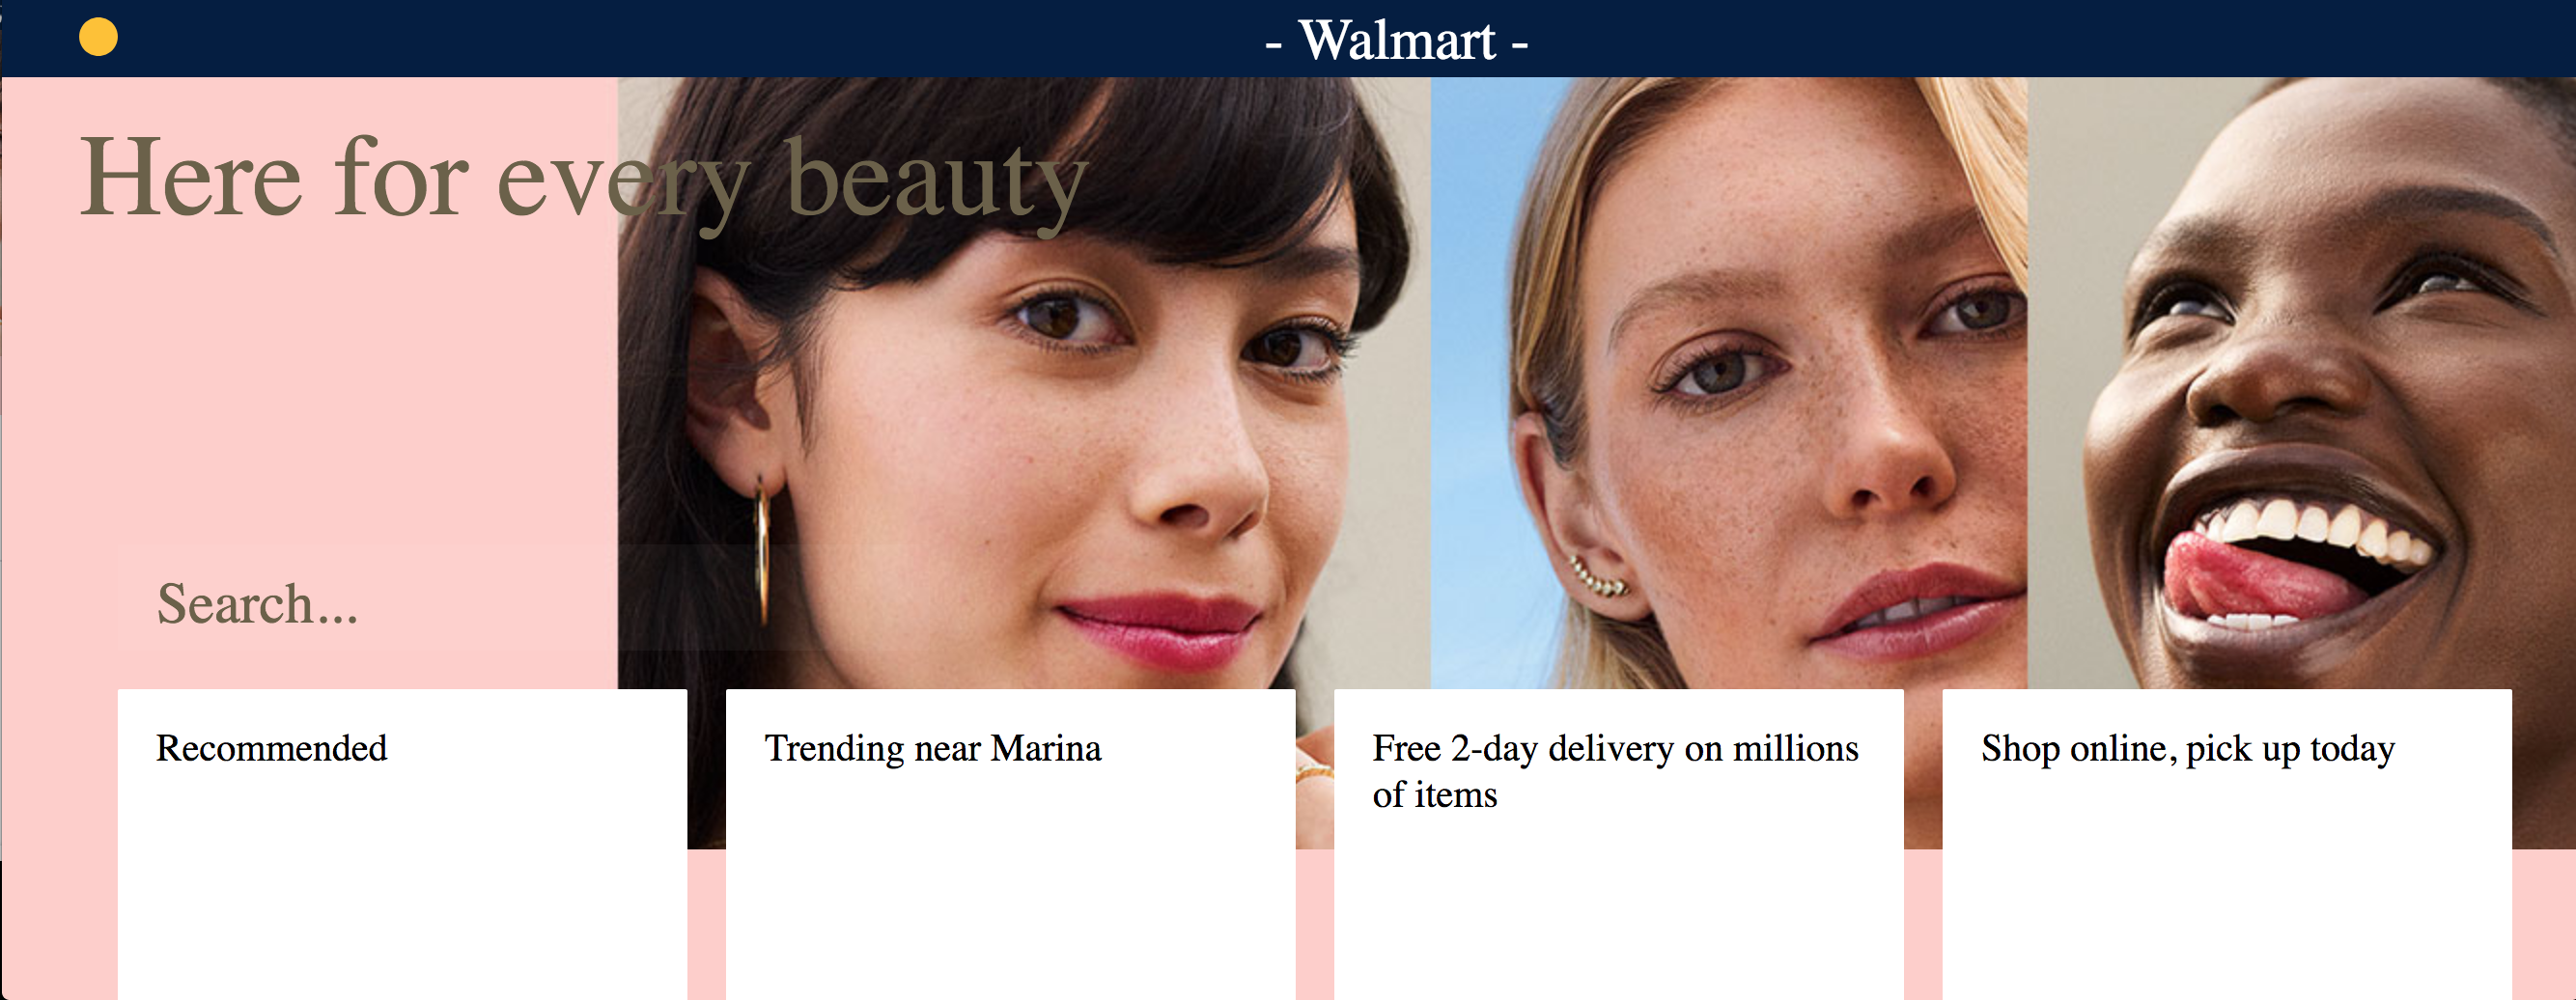 - Walmart -
Here for every beauty
Search...
Recommended
Trending near Marina
Free 2-day delivery on millions
of items
Shop online, pick up today